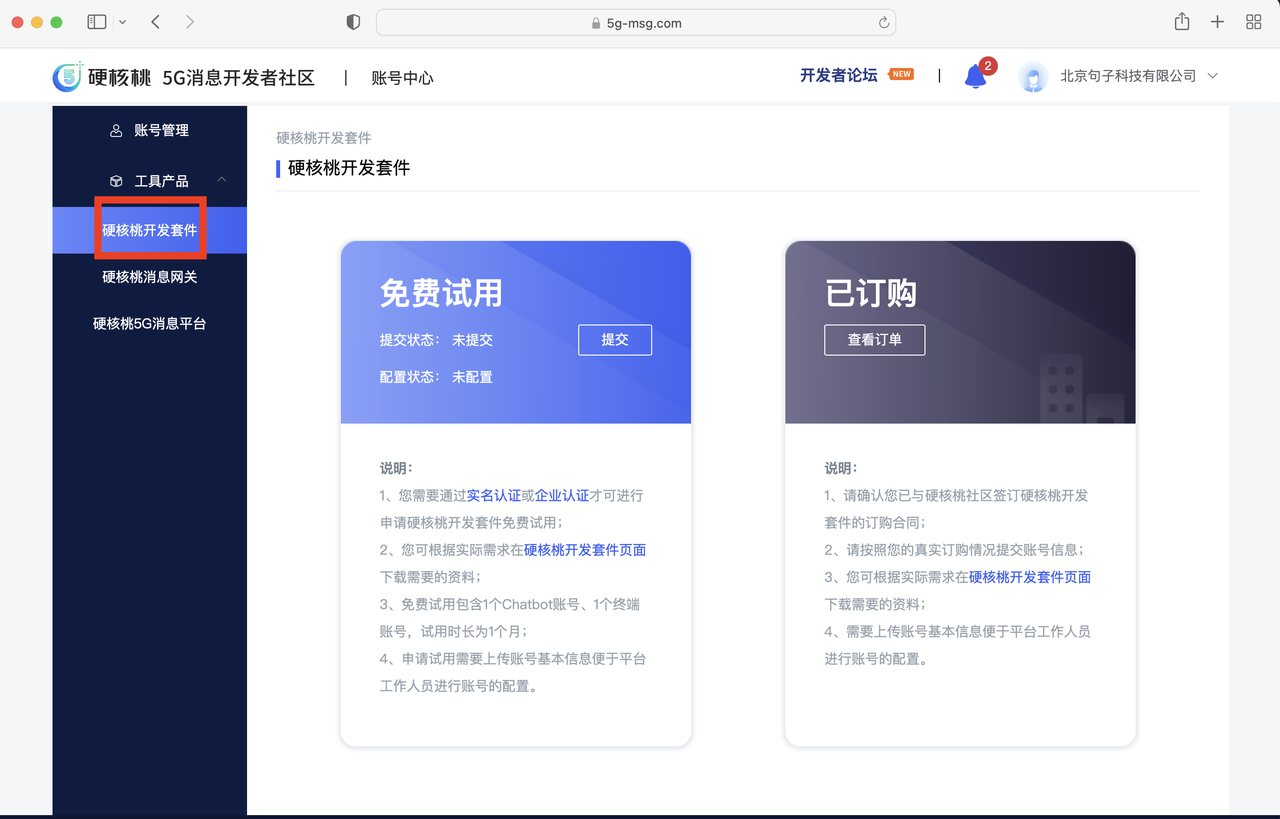 5g-msg.com
5 硬核桃 5G消息开发者社区 | 账号中心
开发者论坛 NEW | 2 北京句子科技有限公司
账号管理
工具产品
硬核桃开发套件
硬核桃消息网关
硬核桃5G消息平台
硬核桃开发套件
硬核桃开发套件
免费试用
提交状态： 未提交
提交
配置状态： 未配置
说明：
1、您需要通过实名认证或企业认证才可进行
申请硬核桃开发套件免费试用；
2、您可根据实际需求在硬核桃开发套件页面
下载需要的资料；
3、免费试用包含1个Chatbot账号、1个终端
账号，试用时长为1个月；
4、申请试用需要上传账号基本信息便于平台
工作人员进行账号的配置。
已订购
查看订单
说明：
1、请确认您已与硬核桃社区签订硬核桃开发
套件的订购合同；
2、请按照您的真实订购情况提交账号信息；
3、您可根据实际需求在硬核桃开发套件页面
下载需要的资料；
4、需要上传账号基本信息便于平台工作人员
进行账号的配置。